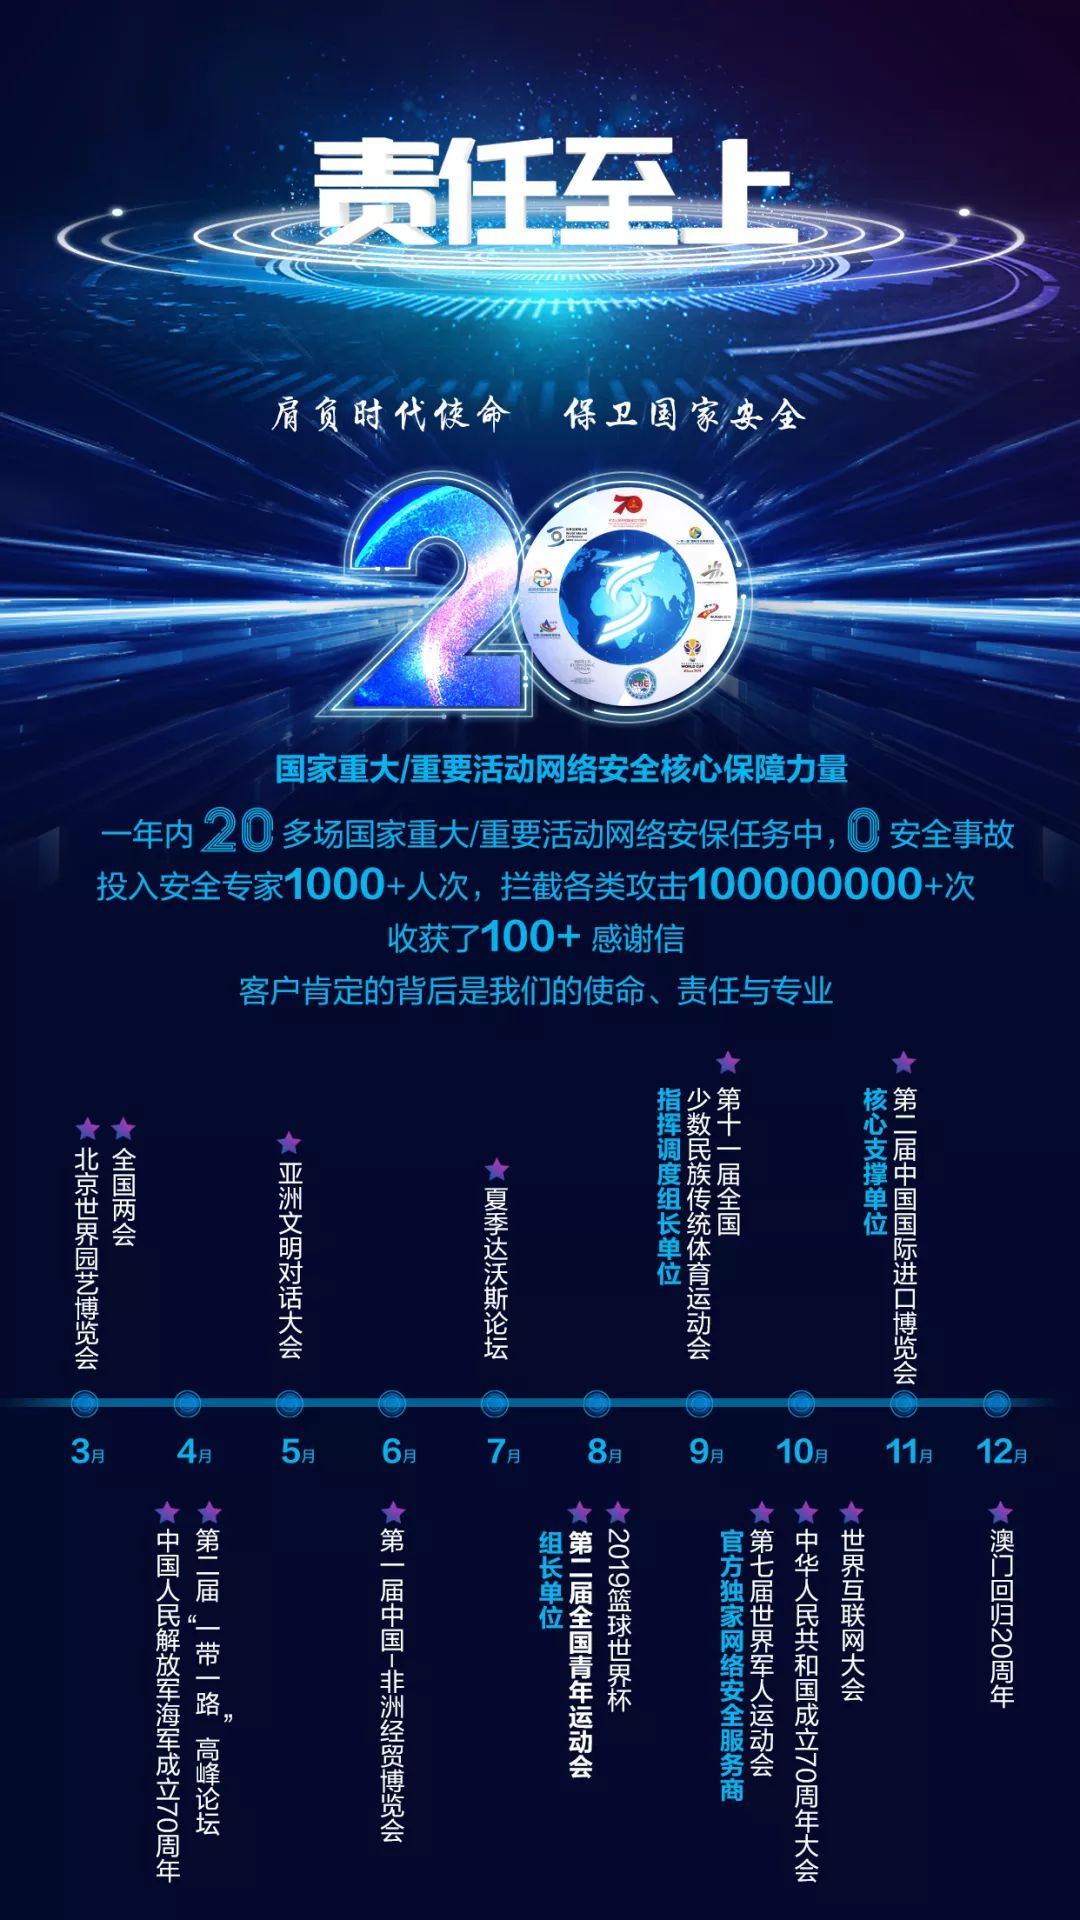 责任至上
肩负时代使命 保卫国家安全
70
World Internet
Conference
WORLD CUP
国家重大/重要活动网络安全核心保障力量
一年内20多场国家重大/重要活动网络安保任务中，0安全事故
投入安全专家1000+人次，拦截各类攻击100000000+次
收获了100+ 感谢信
客户肯定的背后是我们的使命、责任与专业
北京世界园艺博览会
全国两会
亚洲文明对话大会
夏季达沃斯论坛
第十一届全国
少数民族传统体育运动会
指挥调度组长单位
第二届中国国际进口博览会
核心支撑单位
3月 4月 5月 6月 7月 8月 9月 10月 11月 12月
中国人民解放军海军成立70周年
第二届“一带一路”高峰论坛
第一届中国-非洲经贸博览会
第二届全国青年运动会
组长单位
2019篮球世界杯
第七届世界军人运动会
官方独家网络安全服务商
中华人民共和国成立70周年大会
世界互联网大会
澳门回归20周年